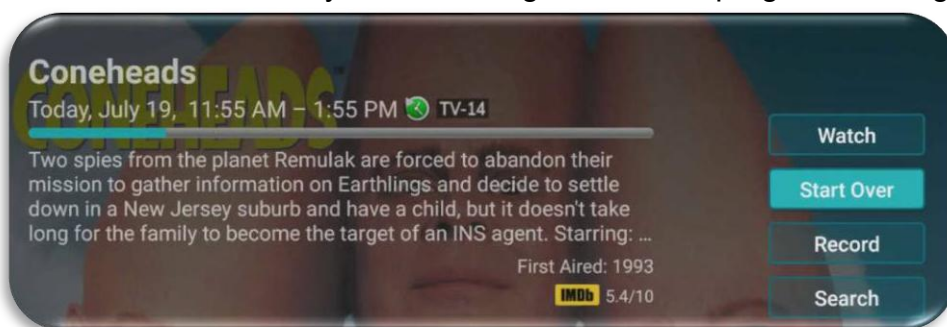 Coneheads
CONEHEADS
Today, July 19, 11:55 AM – 1:55 PM TV-14
Two spies from the planet Remulak are forced to abandon their
mission to gather information on Earthlings and decide to settle
down in a New Jersey suburb and have a child, but it doesn't take
long for the family to become the target of an INS agent. Starring: ...
First Aired: 1993
IMDb 5.4/10
Watch
Start Over
Record
Search